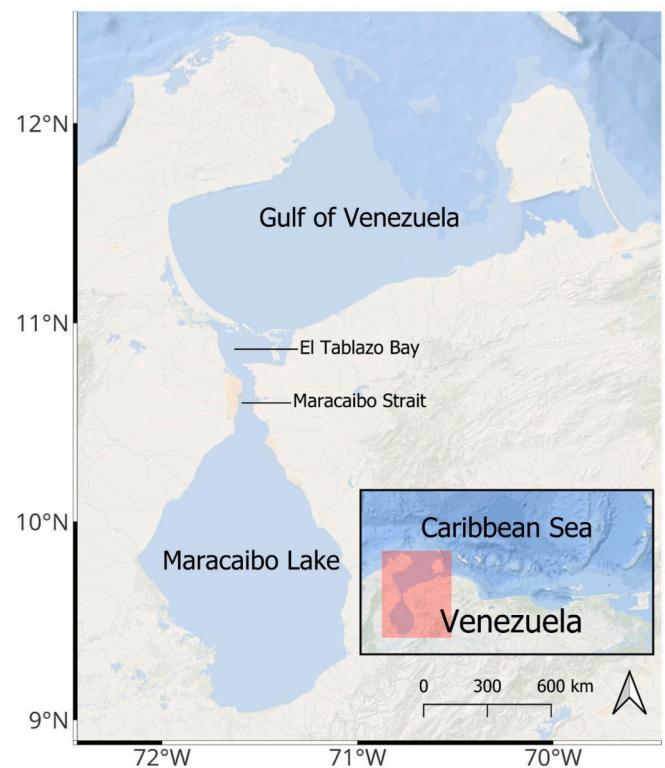 12°N
Gulf of Venezuela
11°N
El Tablazo Bay
Maracaibo Strait
10°N
Caribbean Sea
Maracaibo Lake
Venezuela
0 300 600 km
9°N
72°W 71°W 70°W